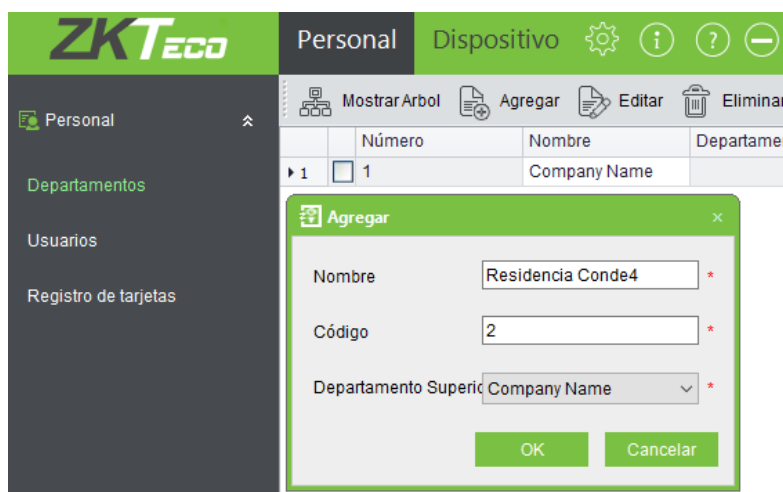 ZKTECO
Personal
Dispositivo
Mostrar Arbol
Agregar
Editar
Eliminar
Personal
Departamentos
Usuarios
Registro de tarjetas
Número
Nombre
Departame
1
1
Company Name
Agregar
Nombre
Residencia Conde4
*
Código
2
*
Departamento Superio
Company Name
*
OK
Cancelar